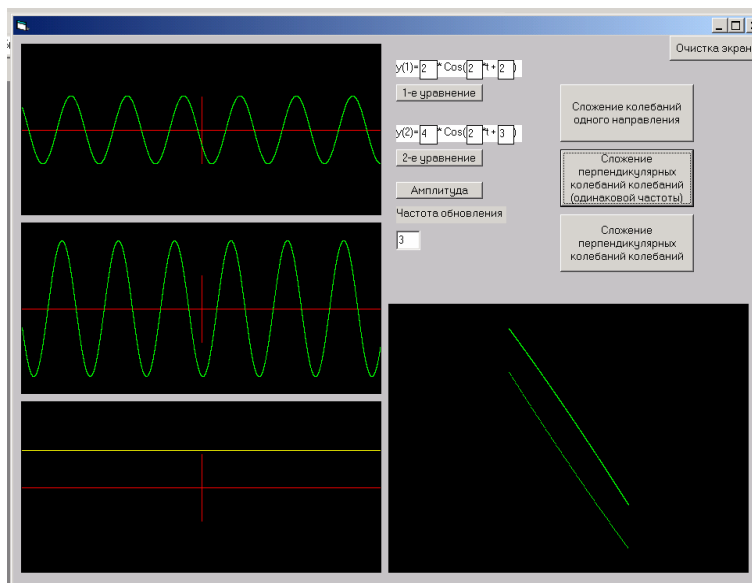 Очистка экран
y(1)= 2 * Cos( 2 *t + 2 )
1-е уравнение
y(2)= 4 * Cos( 2 *t + 3 )
2-е уравнение
Амплитуда
Частота обновления
3
Сложение колебаний
одного направления
Сложение
перпендикулярных
колебаний колебаний
(одинаковой частоты)
Сложение
перпендикулярных
колебаний колебаний